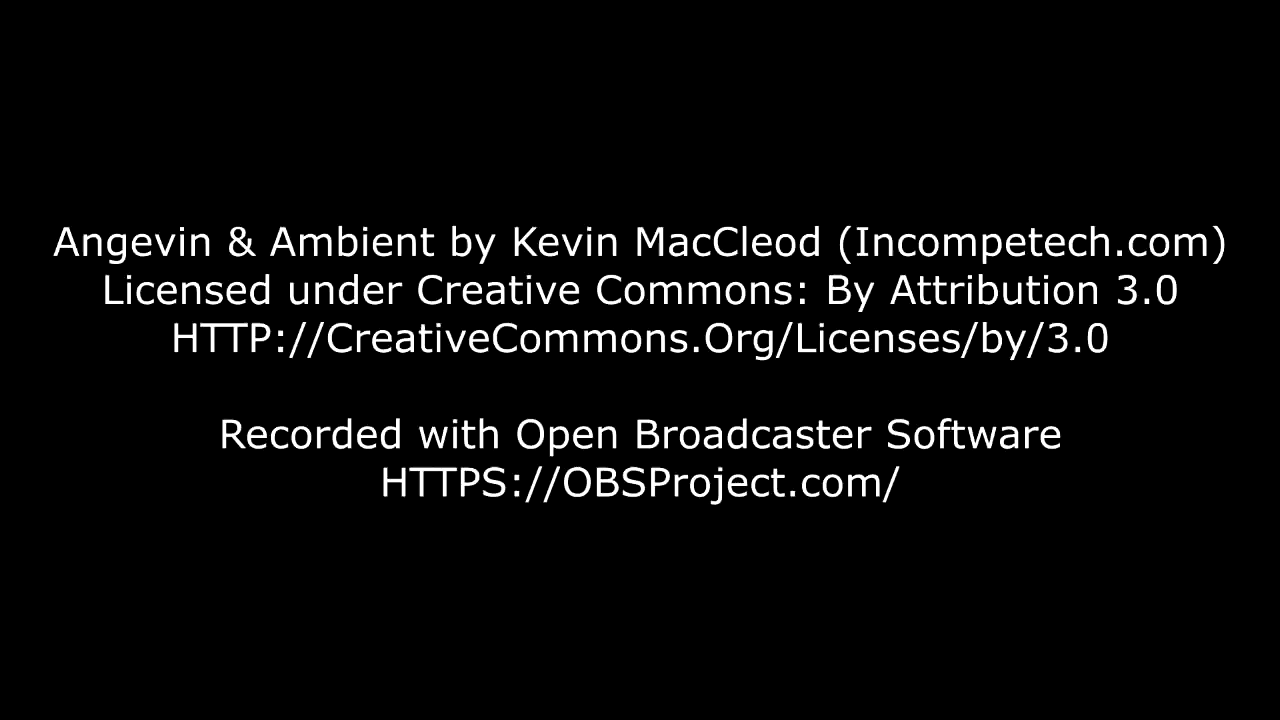 Angevin & Ambient by Kevin MacCleod (Incompetech.com)
Licensed under Creative Commons: By Attribution 3.0
HTTP://CreativeCommons.Org/Licenses/by/3.0
Recorded with Open Broadcaster Software
HTTPS://OBSProject.com/